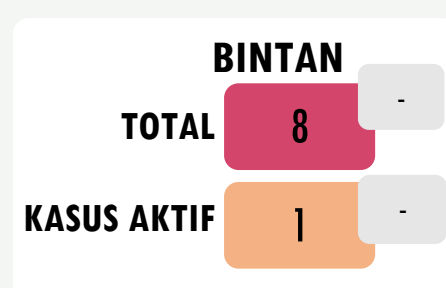 BINTAN
TOTAL 8 -
KASUS AKTIF 1 -